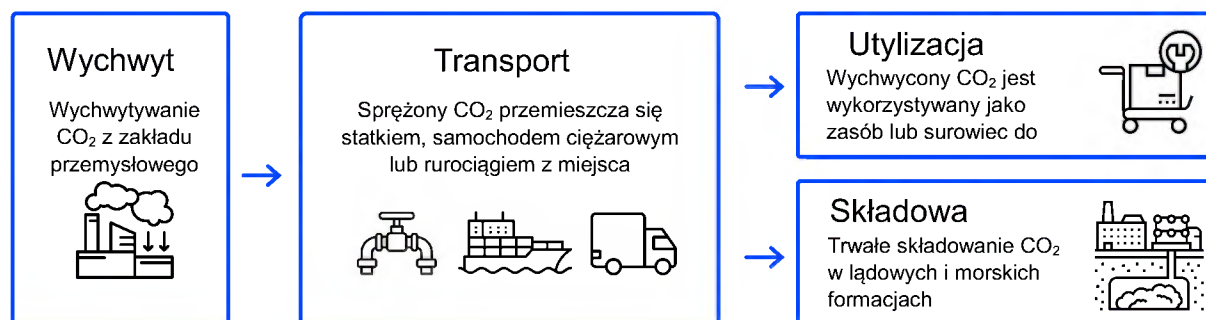 Wychwyt
Wychwytywanie
CO₂ z zakładu
przemysłowego
Transport
Sprężony CO₂ przemieszcza się
statkiem, samochodem ciężarowym
lub rurociągiem z miejsca
Utylizacja
Wychwycony CO₂ jest
wykorzystywany jako
zasób lub surowiec do
Składowa
Trwałe składowanie CO₂
w lądowych i morskich
formacjach